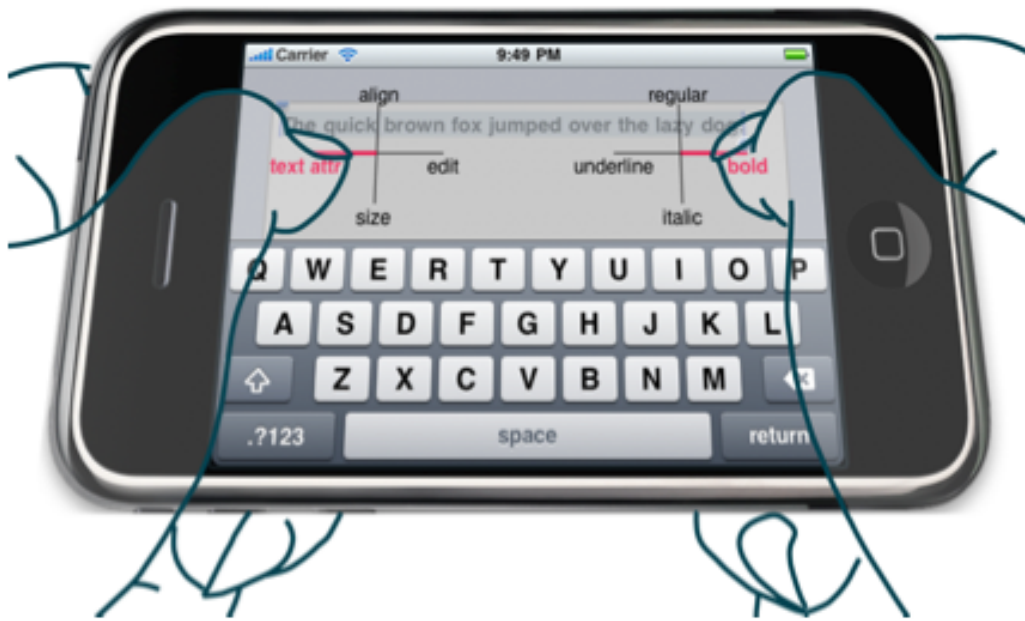 Carrier 9:49 PM
align regular
The quick brown fox jumped over the lazy dog!
text attr edit underline bold
size italic
Q W E R T Y U I O P
A S D F G H J K L
Z X C V B N M
.?123 space return